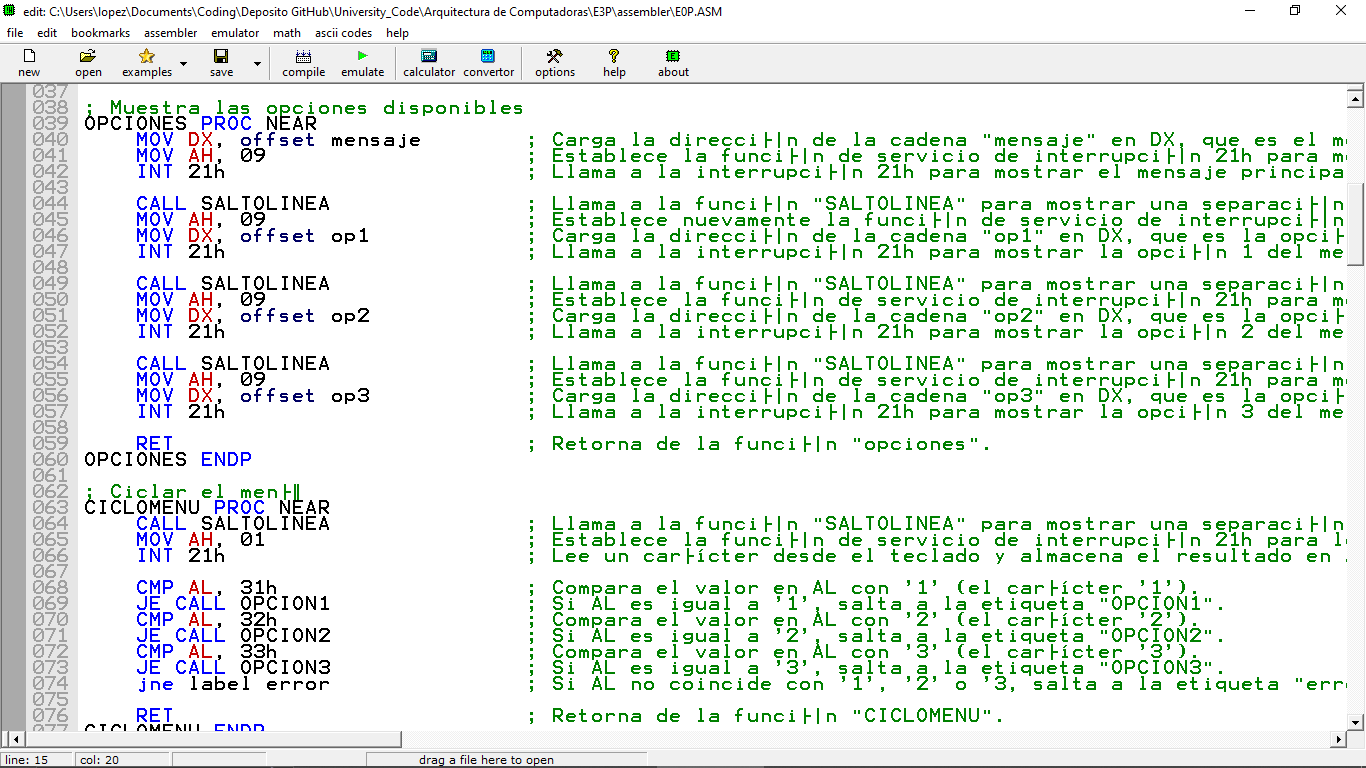 edit: C:\Users\lopez\Documents\Coding\Deposito GitHub\University_Code\Arquitectura de Computadoras\E3P\assembler\E0P.ASM
file edit bookmarks assembler emulator math ascii codes help
new open examples save compile emulate calculator convertor options help about
037
038 ; Muestra las opciones disponibles
039 OPCIONES PROC NEAR
040 MOV DX, offset mensaje ; Carga la direcci├│n de la cadena "mensaje" en DX, que es el m
041 MOV AH, 09 ; Establece la funci├│n de servicio de interrupci├│n 21h para m
042 INT 21h ; Llama a la interrupci├│n 21h para mostrar el mensaje principa
043
044 CALL SALTOLINEA ; Llama a la funci├│n "SALTOLINEA" para mostrar una separaci├│n
045 MOV AH, 09 ; Establece nuevamente la funci├│n de servicio de interrupci├│n
046 MOV DX, offset op1 ; Carga la direcci├│n de la cadena "op1" en DX, que es la opci├
047 INT 21h ; Llama a la interrupci├│n 21h para mostrar la opci├│n 1 del me
048
049 CALL SALTOLINEA ; Llama a la funci├│n "SALTOLINEA" para mostrar una separaci├│n
050 MOV AH, 09 ; Establece la funci├│n de servicio de interrupci├│n 21h para m
051 MOV DX, offset op2 ; Carga la direcci├│n de la cadena "op2" en DX, que es la opci├
052 INT 21h ; Llama a la interrupci├│n 21h para mostrar la opci├│n 2 del me
053
054 CALL SALTOLINEA ; Llama a la funci├│n "SALTOLINEA" para mostrar una separaci├│n
055 MOV AH, 09 ; Establece la funci├│n de servicio de interrupci├│n 21h para m
056 MOV DX, offset op3 ; Carga la direcci├│n de la cadena "op3" en DX, que es la opci├
057 INT 21h ; Llama a la interrupci├│n 21h para mostrar la opci├│n 3 del me
058
059 RET ; Retorna de la funci├│n "opciones".
060 OPCIONES ENDP
061
062 ; Ciclar el men├║
063 CICLOMENU PROC NEAR
064 CALL SALTOLINEA ; Llama a la funci├│n "SALTOLINEA" para mostrar una separaci├│n
065 MOV AH, 01 ; Establece la funci├│n de servicio de interrupci├│n 21h para l
066 INT 21h ; Lee un car├ícter desde el teclado y almacena el resultado en
067
068 CMP AL, 31h ; Compara el valor en AL con '1' (el car├ícter '1').
069 JE CALL OPCION1 ; Si AL es igual a '1', salta a la etiqueta "OPCION1".
070 CMP AL, 32h ; Compara el valor en AL con '2' (el car├ícter '2').
071 JE CALL OPCION2 ; Si AL es igual a '2', salta a la etiqueta "OPCION2".
072 CMP AL, 33h ; Compara el valor en AL con '3' (el car├ícter '3').
073 JE CALL OPCION3 ; Si AL es igual a '3', salta a la etiqueta "OPCION3".
074 jne label error ; Si AL no coincide con '1', '2' o '3, salta a la etiqueta "err
075
076 RET ; Retorna de la funci├│n "CICLOMENU".
077 CICLOMENU ENDP
line: 15 col: 20 drag a file here to open